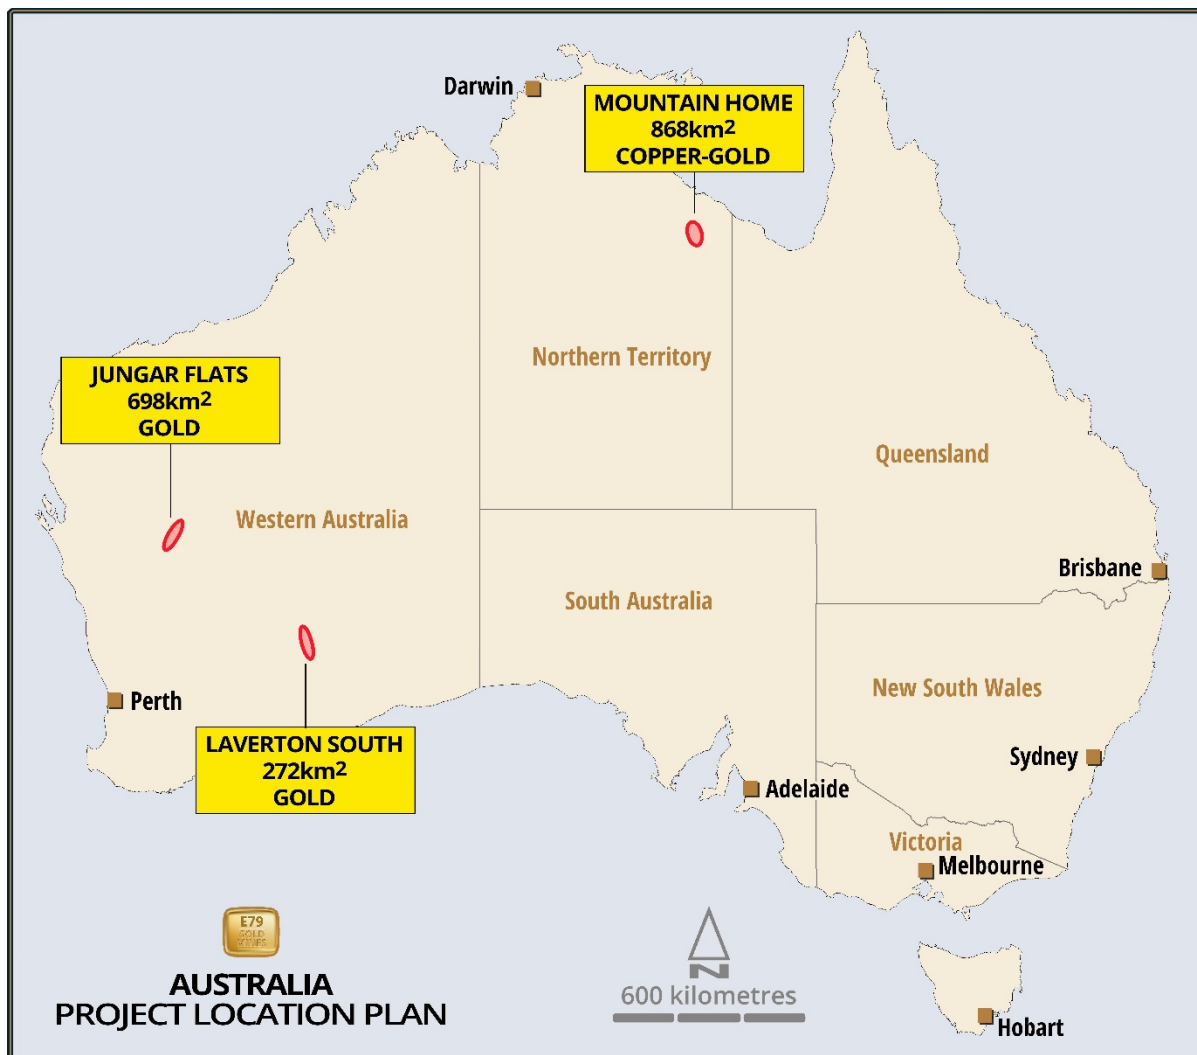 Darwin
MOUNTAIN HOME
868km²
COPPER-GOLD
Northern Territory
JUNGAR FLATS
698km²
GOLD
Queensland
Western Australia
Brisbane
South Australia
New South Wales
Perth
LAVERTON SOUTH
272km²
GOLD
Sydney
Adelaide
Victoria
Melbourne
E79
GOLD
MINES
AUSTRALIA
PROJECT LOCATION PLAN
N
600 kilometres
Hobart